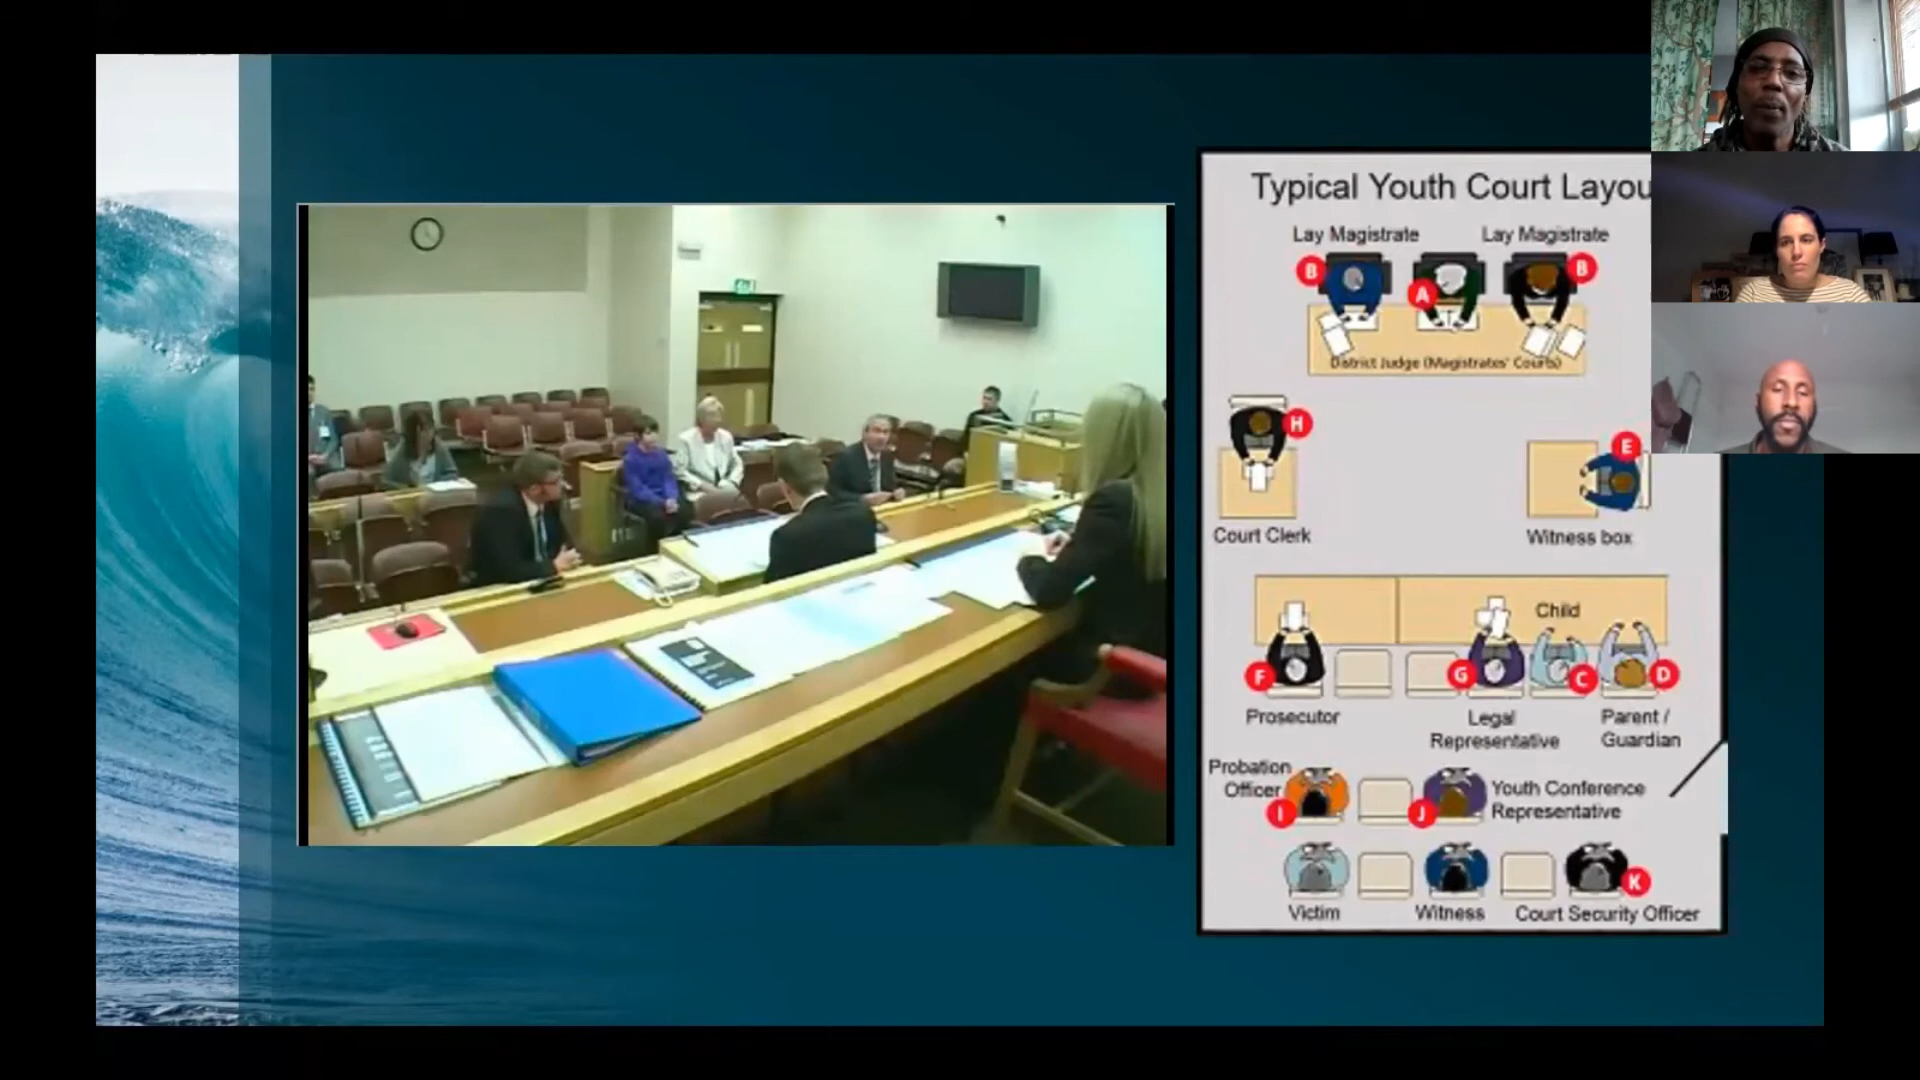 Typical Youth Court Layou
Lay Magistrate
Lay Magistrate
B
A
B
District Judge (Magistrates' Courts)
H
E
Court Clerk
Witness box
Child
F
G
C
D
Prosecutor
Legal
Representative
Parent /
Guardian
Probation
Officer
I
J
Youth Conference
Representative
K
Victim
Witness
Court Security Officer